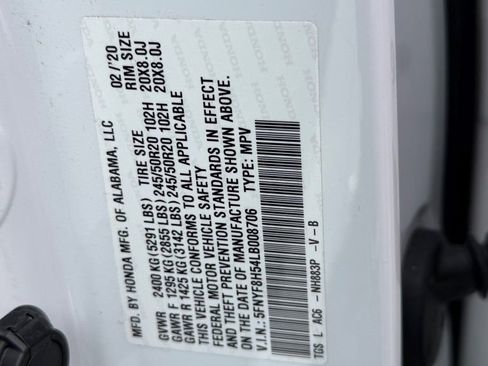 MFD. BY HONDA MFG. OF ALABAMA, LLC 02/'20
TIRE SIZE RIM SIZE
GVWR 2400 KG(5291 LBS)
GAWR F 1295 KG(2855 LBS) 245/50R20 102H 20X8.0J
GAWR R 1425 KG(3142 LBS) 245/50R20 102H 20X8.0J
THIS VEHICLE CONFORMS TO ALL APPLICABLE
FEDERAL MOTOR VEHICLE SAFETY
AND THEFT PREVENTION STANDARDS IN EFFECT
ON THE DATE OF MANUFACTURE SHOWN ABOVE.
V.I.N.: 5FNYF8H54LB008706 TYPE: MPV
TGS L AC6 -NH883P -V -B
HONDA HONDA HONDA